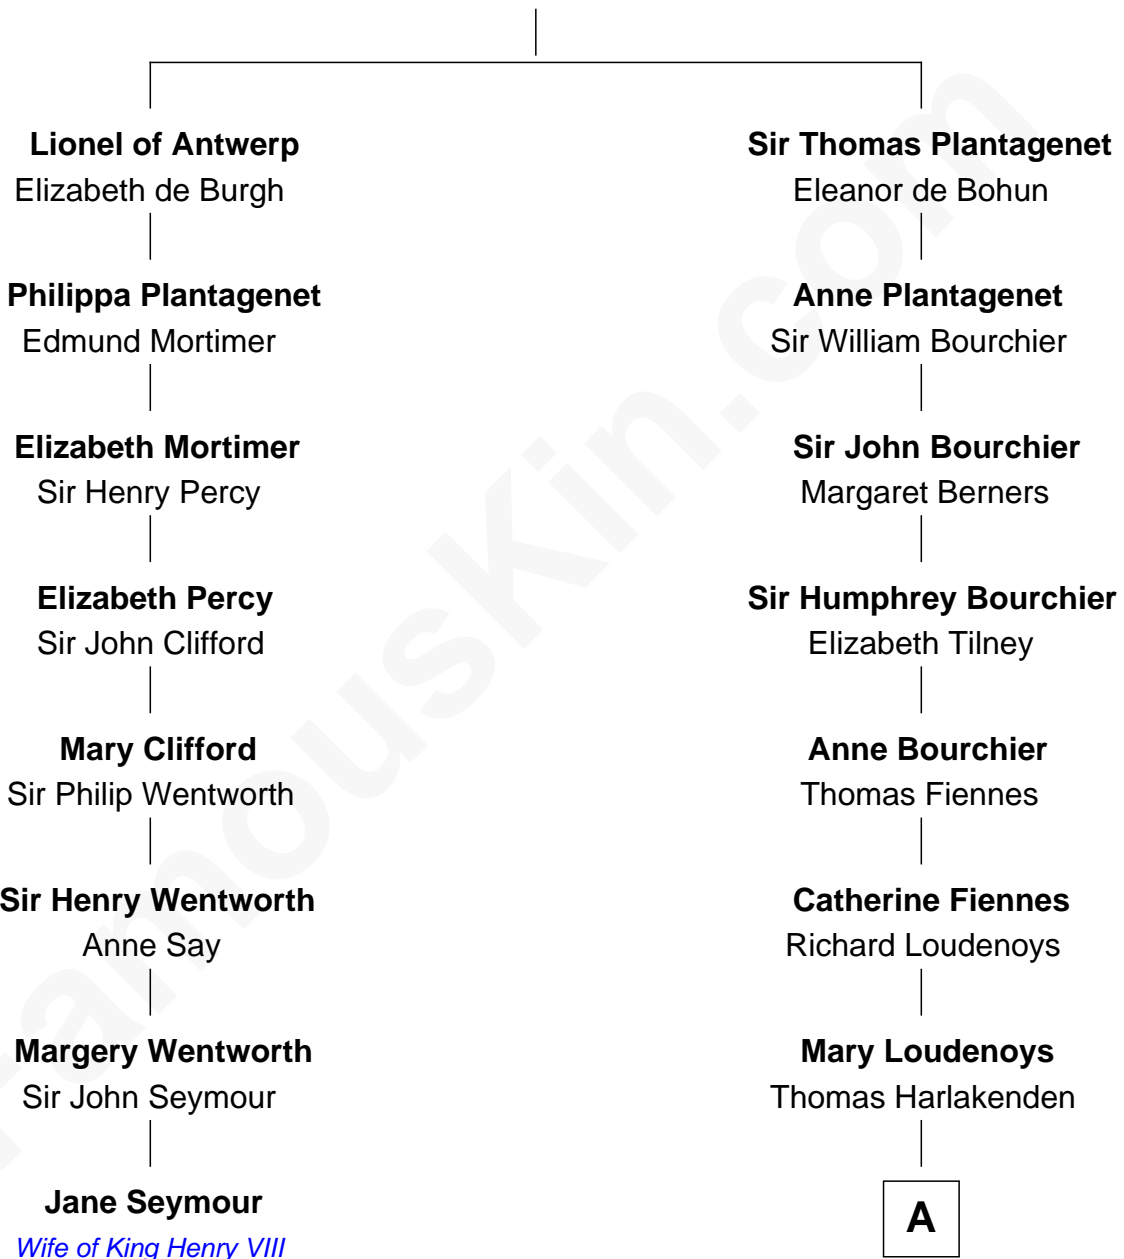 Lionel of Antwerp
Elizabeth de Burgh
Philippa Plantagenet
Edmund Mortimer
Elizabeth Mortimer
Sir Henry Percy
Elizabeth Percy
Sir John Clifford
Mary Clifford
Sir Philip Wentworth
Sir Henry Wentworth
Anne Say
Margery Wentworth
Sir John Seymour
Jane Seymour
Wife of King Henry VIII
Sir Thomas Plantagenet
Eleanor de Bohun
Anne Plantagenet
Sir William Bourchier
Sir John Bourchier
Margaret Berners
Sir Humphrey Bourchier
Elizabeth Tilney
Anne Bourchier
Thomas Fiennes
Catherine Fiennes
Richard Loudenoys
Mary Loudenoys
Thomas Harlakenden
A
FamousKin.com